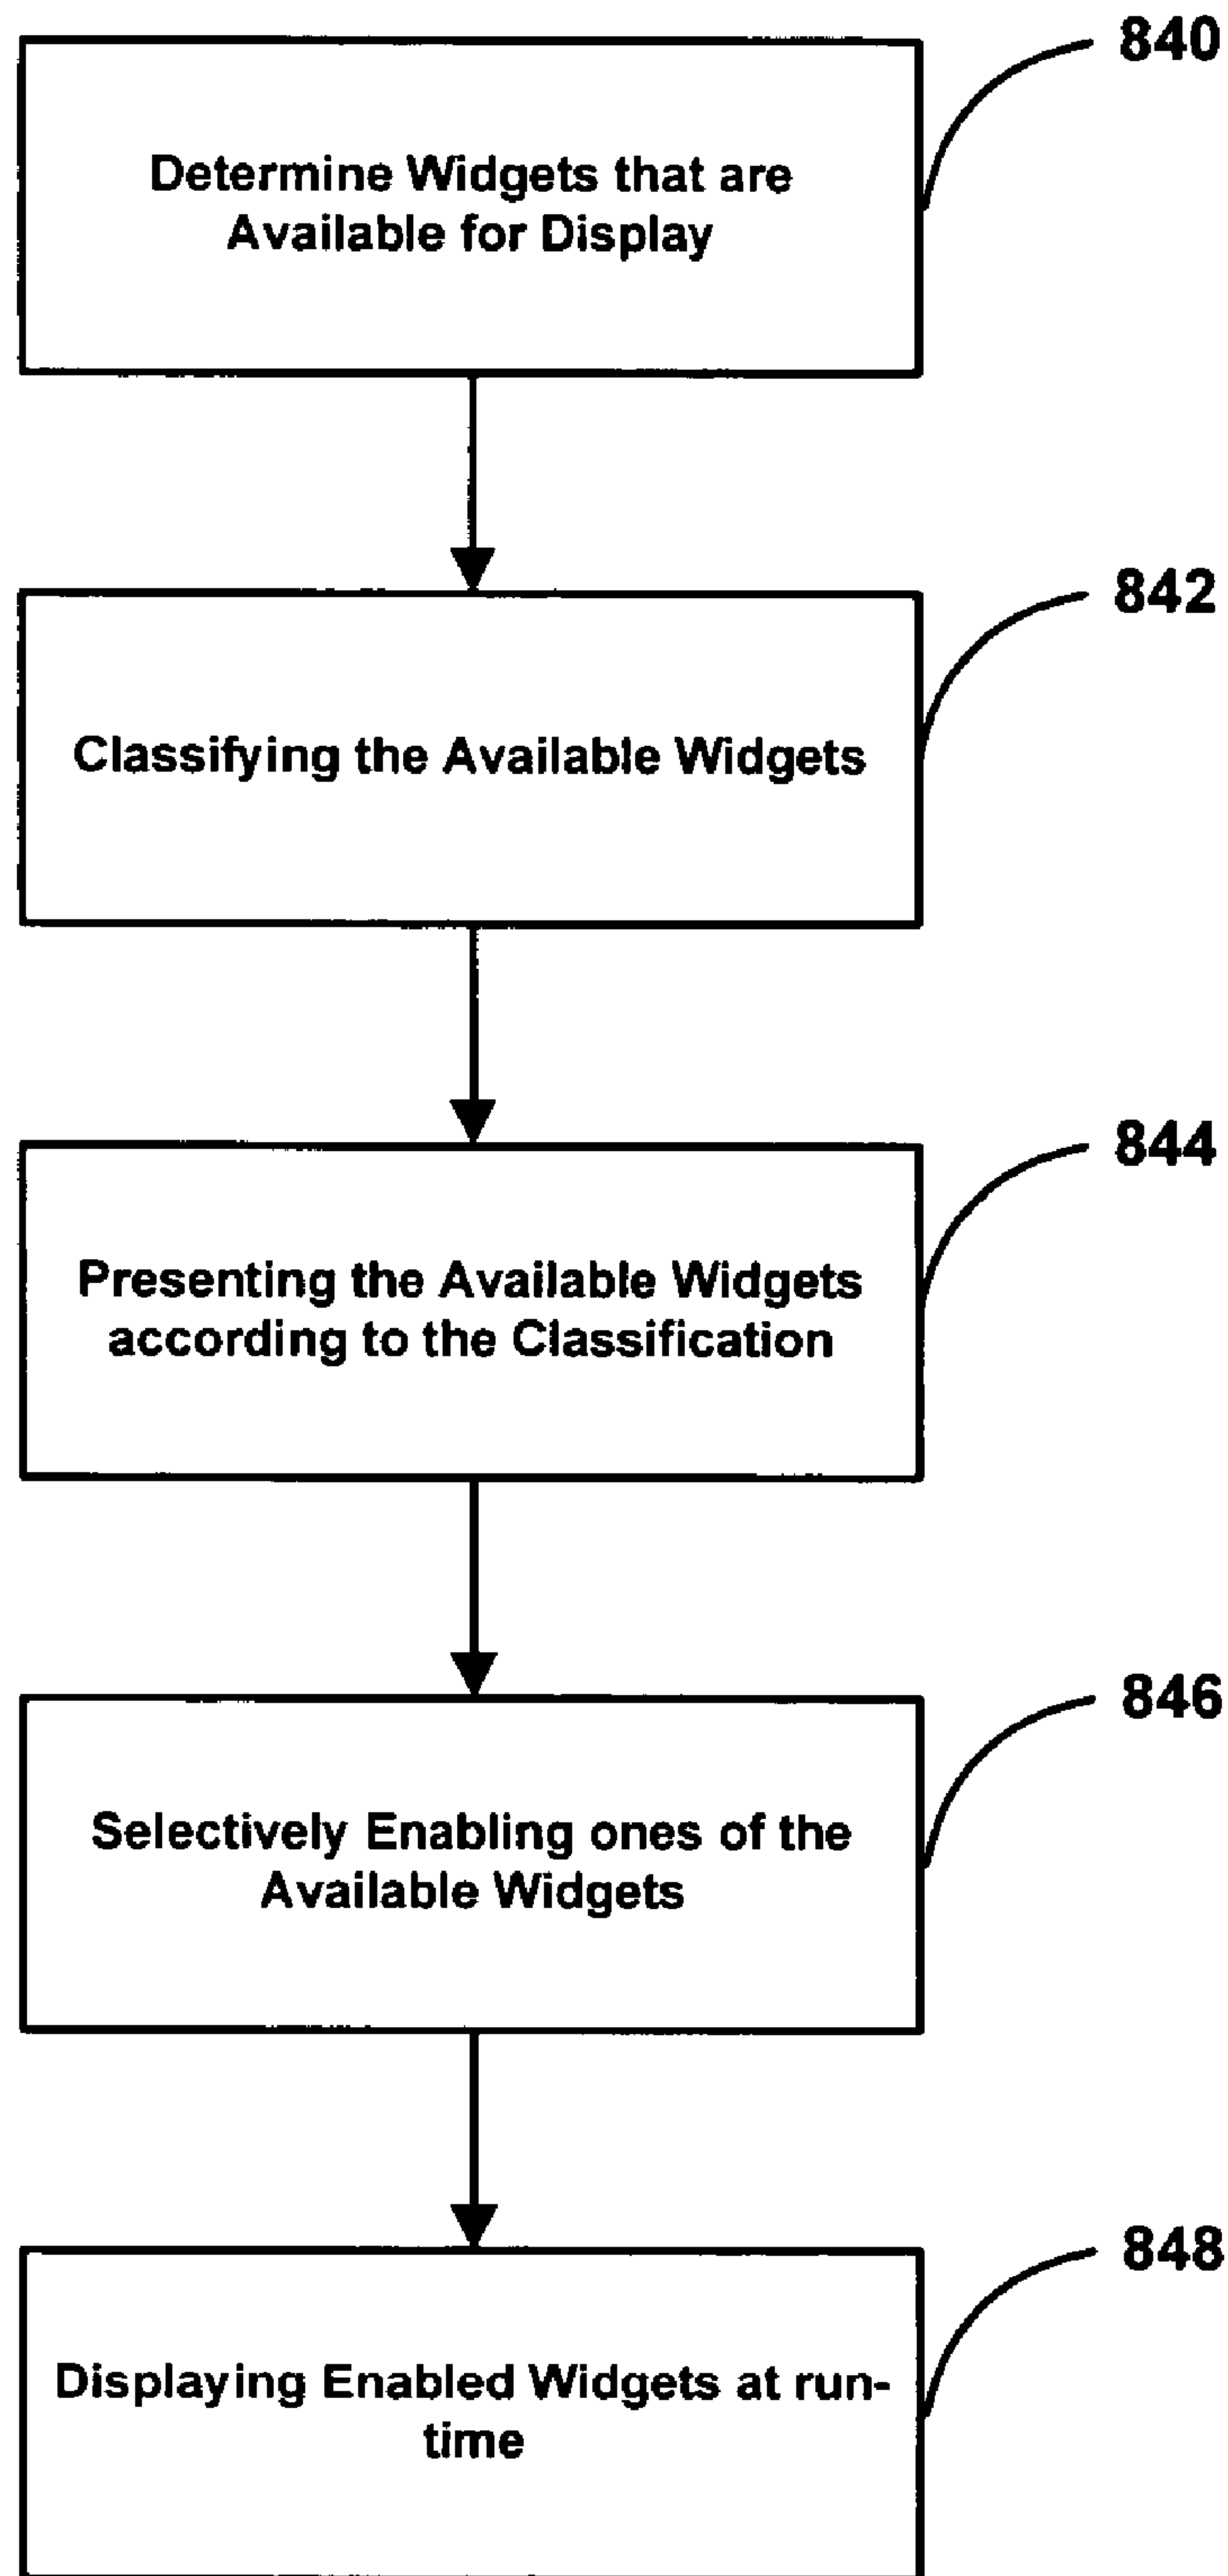 840
Determine Widgets that are
Available for Display
842
Classifying the Available Widgets
844
Presenting the Available Widgets
according to the Classification
846
Selectively Enabling ones of the
Available Widgets
848
Displaying Enabled Widgets at run-
time